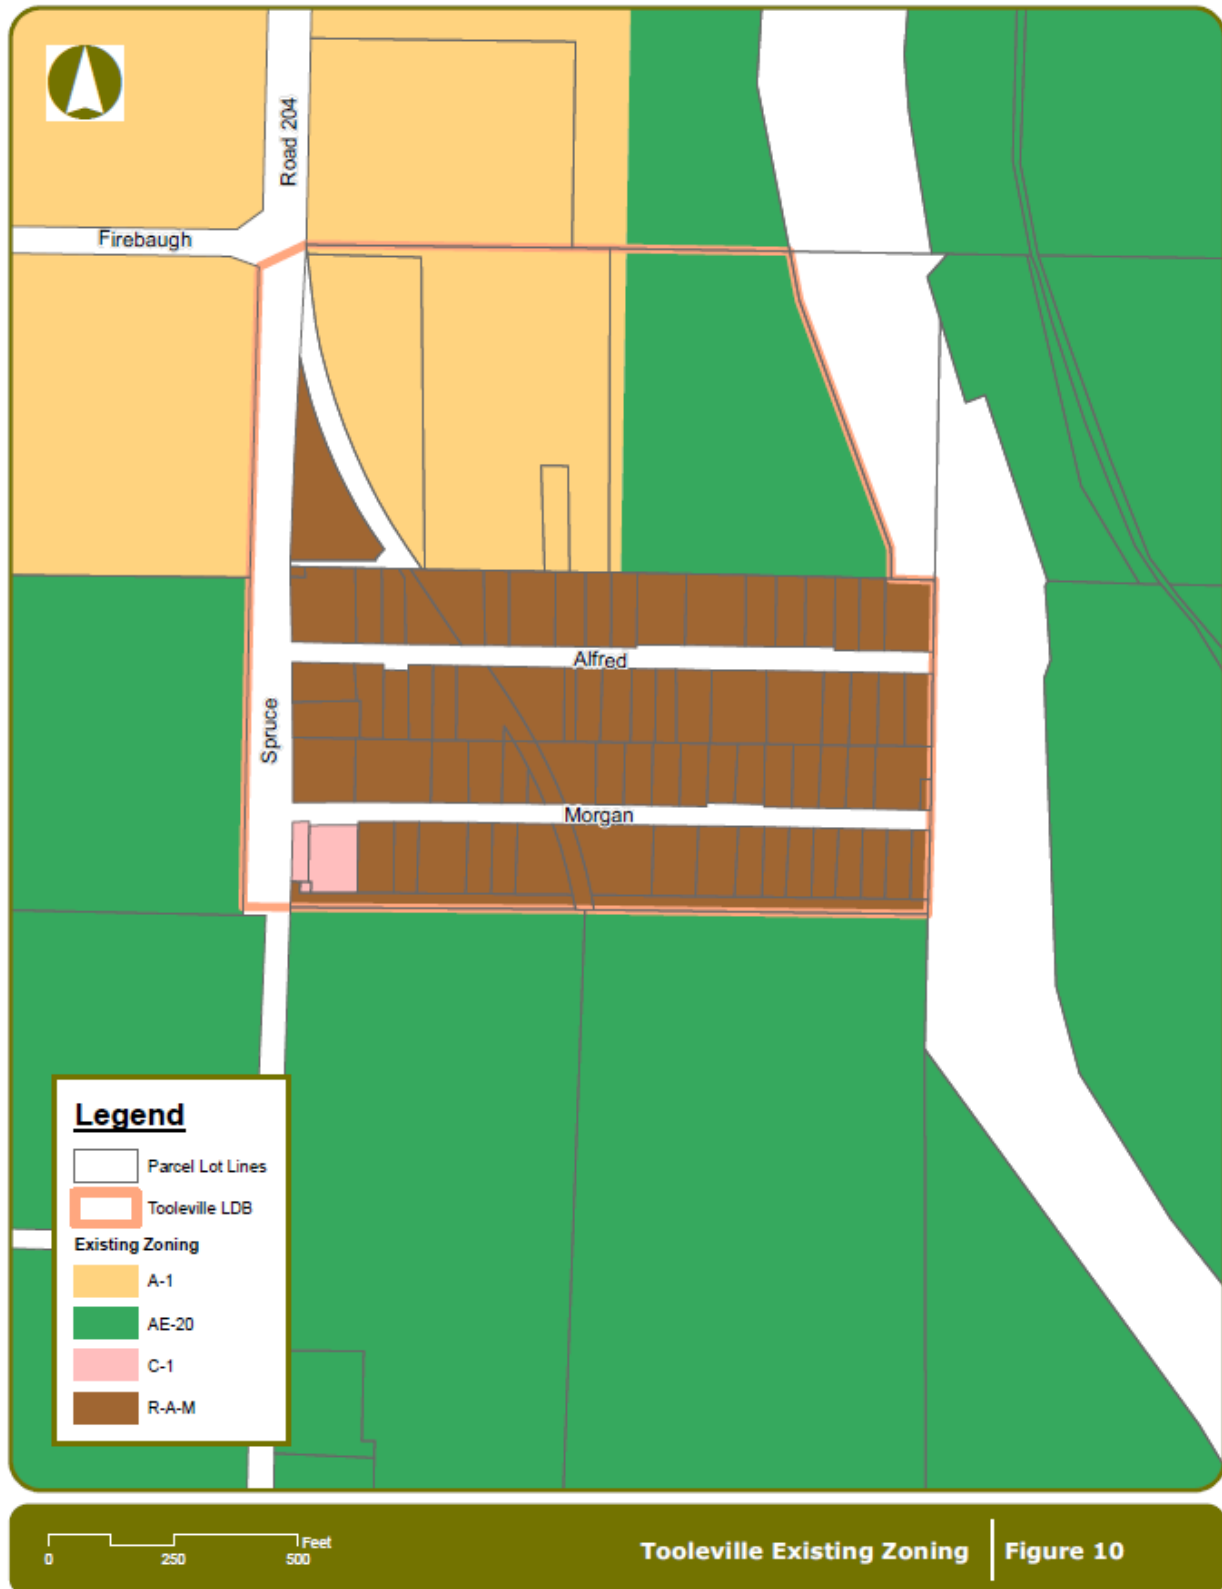 Road 204
Firebaugh
Alfred
Spruce
Morgan
Legend
Parcel Lot Lines
Tooleville LDB
Existing Zoning
A-1
AE-20
C-1
R-A-M
Feet
0 250 500
Tooleville Existing Zoning Figure 10